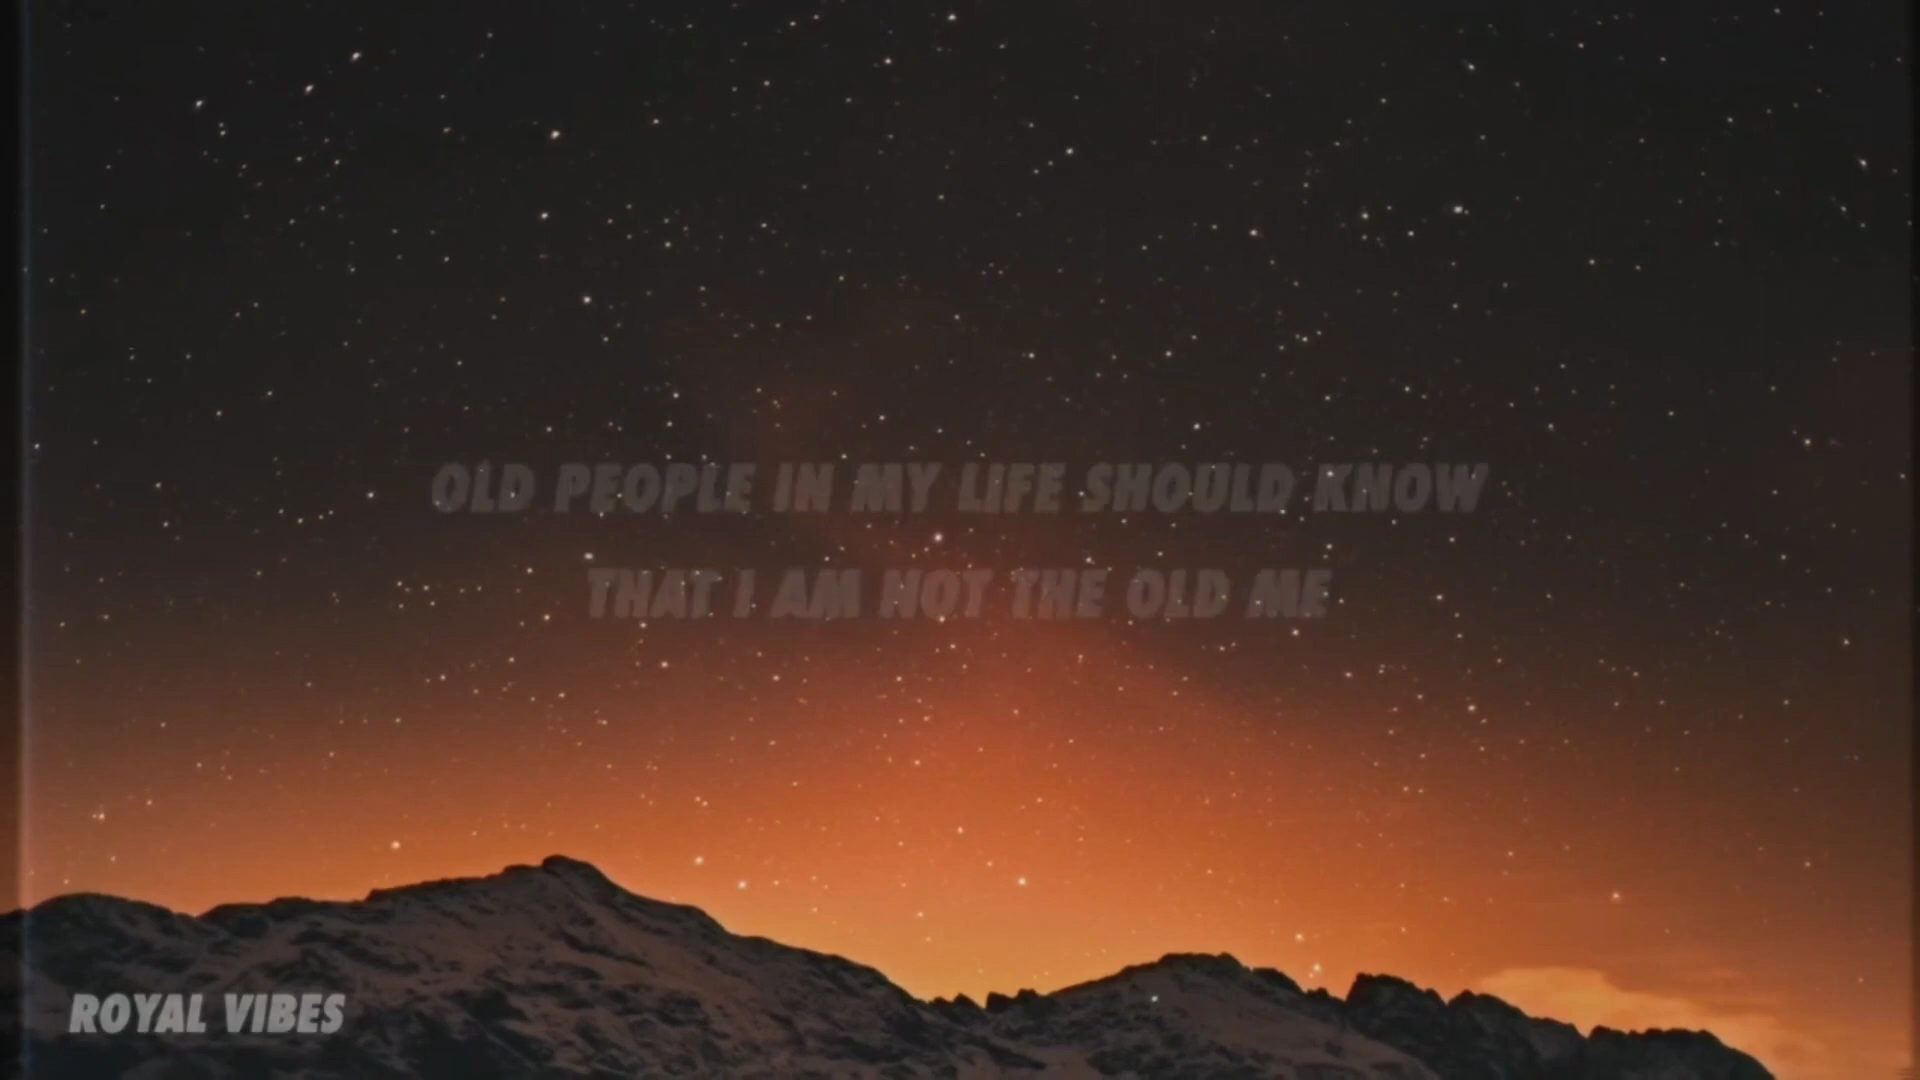 OLD PEOPLE IN MY LIFE SHOULD KNOW
THAT I AM NOT THE OLD ME
ROYAL VIBES